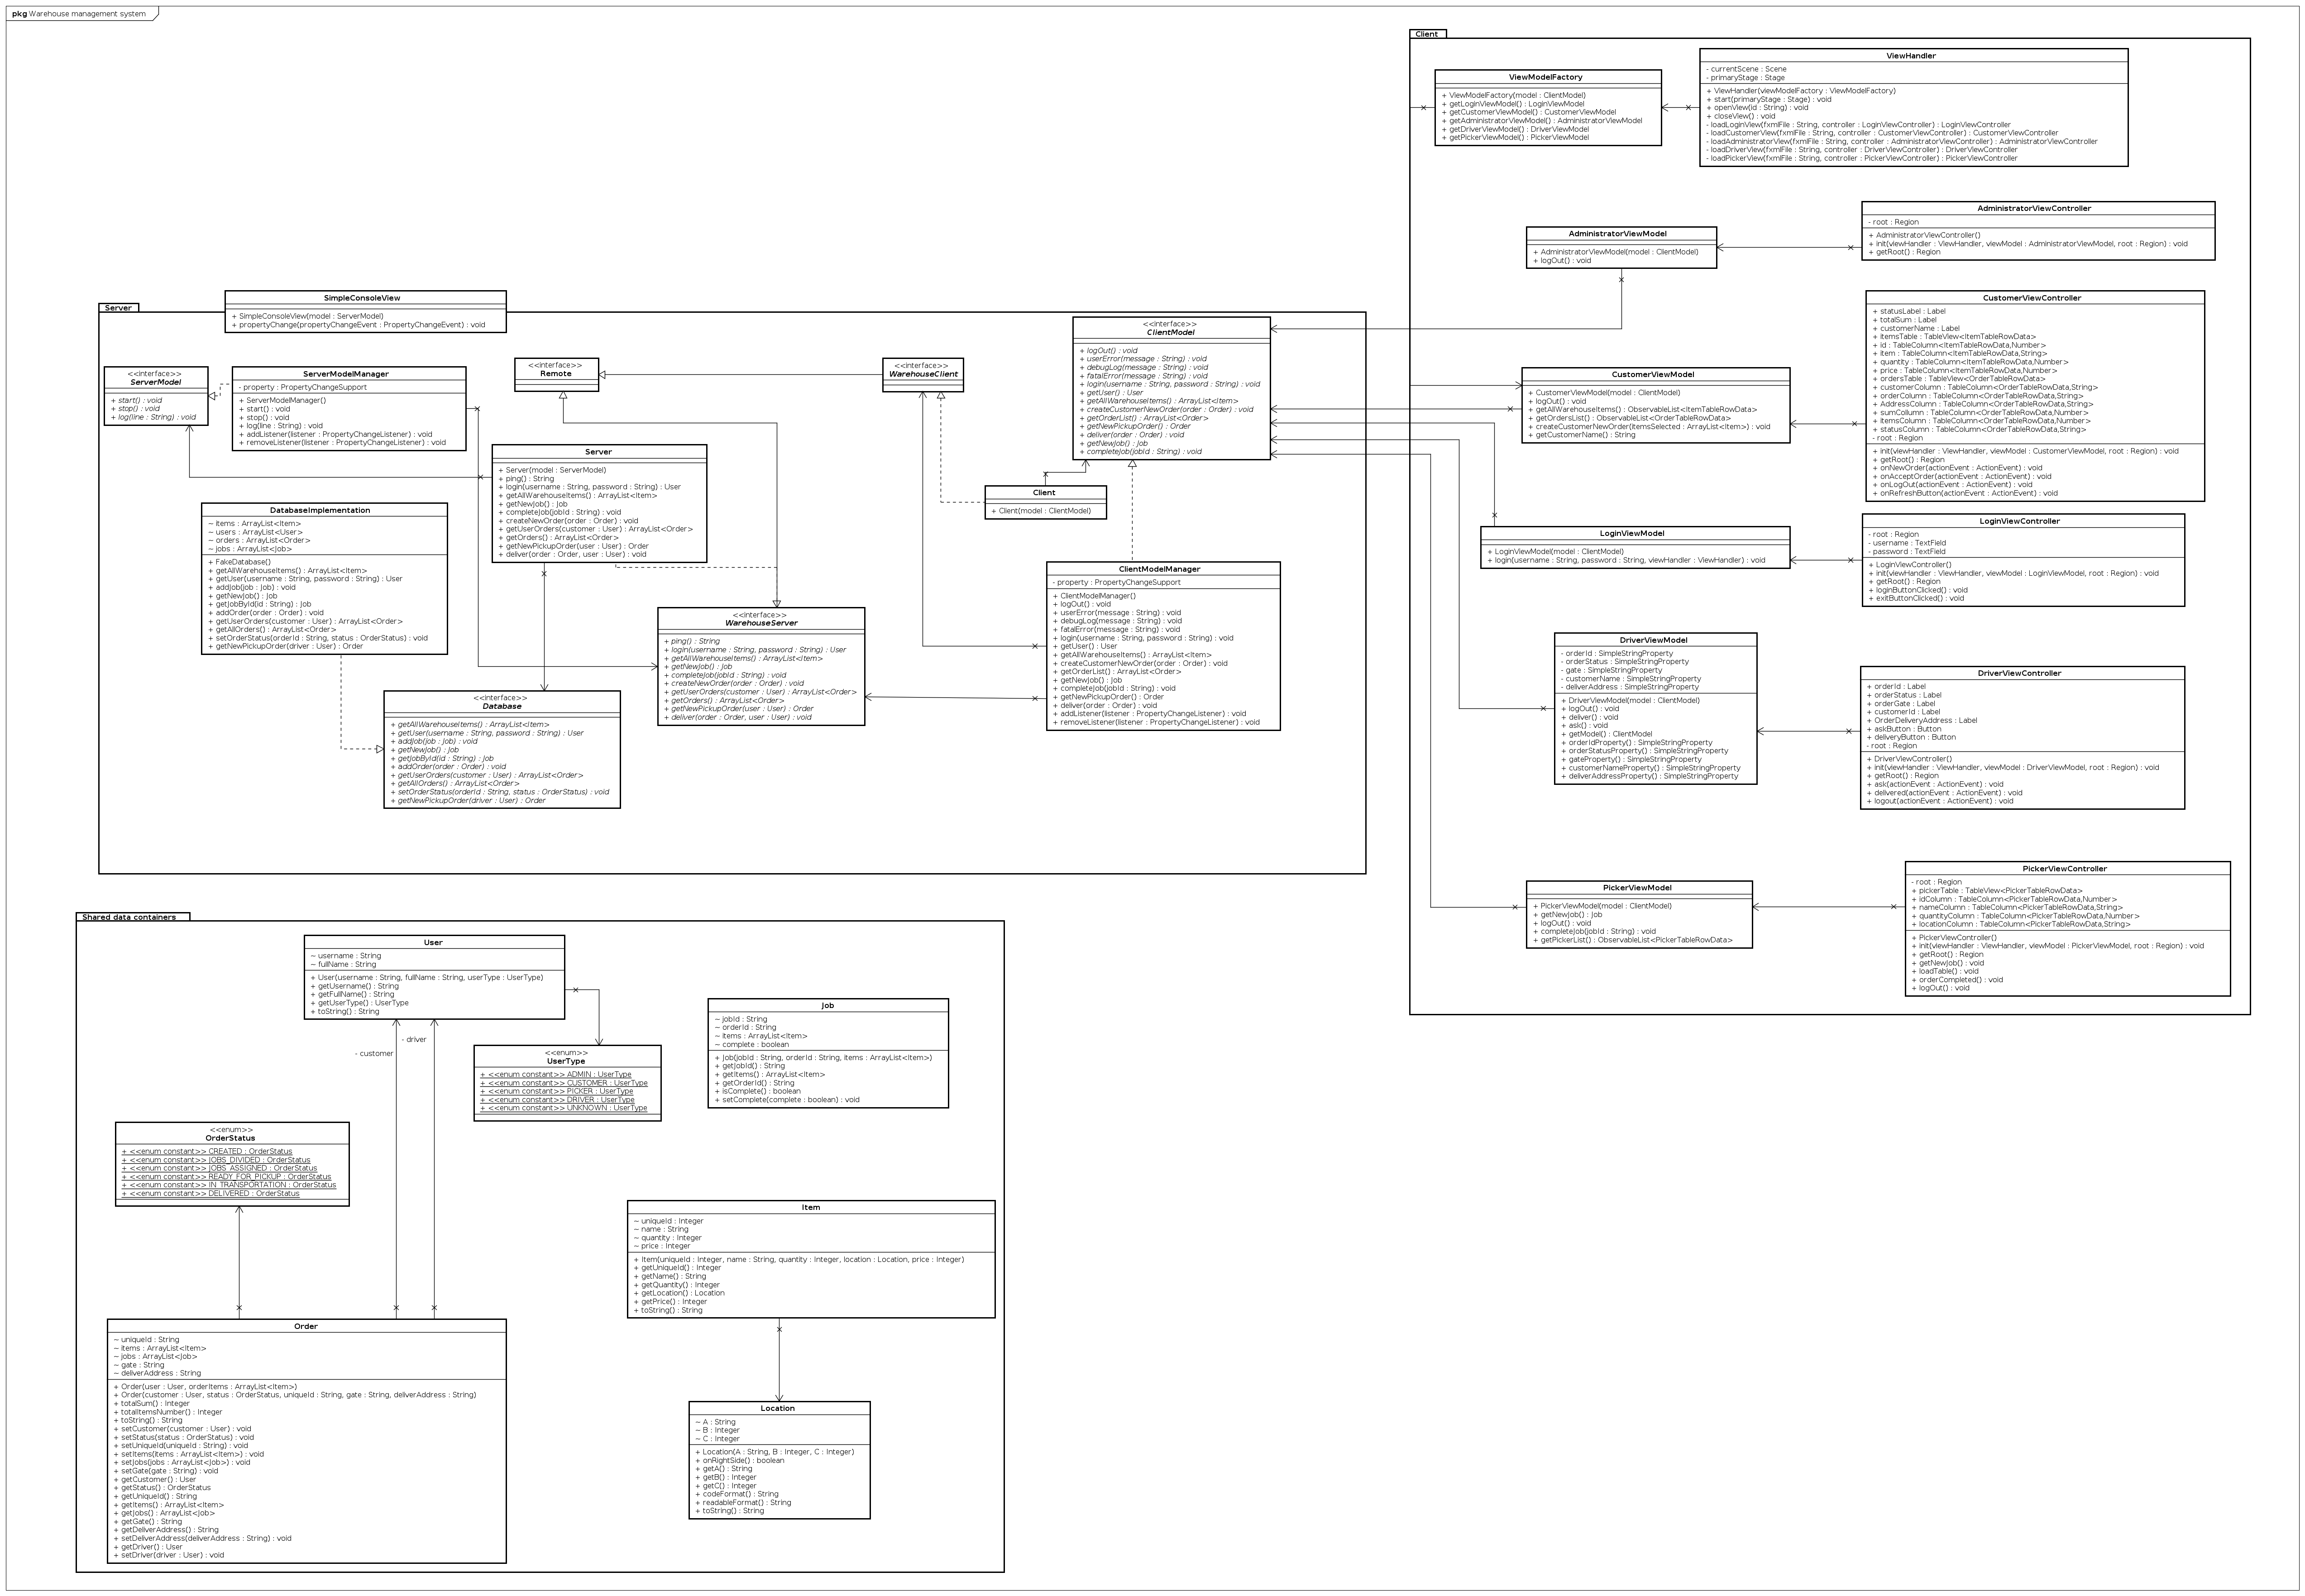 pkg Warehouse management system
Client
ViewModelFactory
+ ViewModelFactory(model : ClientModel)
+ getLoginViewModel() : LoginViewModel
+ getCustomerViewModel() : CustomerViewModel
+ getAdministratorViewModel() : AdministratorViewModel
+ getDriverViewModel() : DriverViewModel
+ getPickerViewModel() : PickerViewModel
ViewHandler
- currentScene : Scene
- primaryStage : Stage
+ ViewHandler(viewModelFactory : ViewModelFactory)
+ start(primaryStage : Stage) : void
+ openView(id : String) : void
+ closeView() : void
- loadLoginView(fxmlFile : String, controller : LoginViewController) : LoginViewController
- loadCustomerView(fxmlFile : String, controller : CustomerViewController) : CustomerViewController
- loadAdministratorView(fxmlFile : String, controller : AdministratorViewController) : AdministratorViewController
- loadDriverView(fxmlFile : String, controller : DriverViewController) : DriverViewController
- loadPickerView(fxmlFile : String, controller : PickerViewController) : PickerViewController
AdministratorViewModel
+ AdministratorViewModel(model : ClientModel)
+ logOut() : void
AdministratorViewController
- root : Region
+ AdministratorViewController()
+ init(viewHandler : ViewHandler, viewModel : AdministratorViewModel, root : Region) : void
+ getRoot() : Region
CustomerViewModel
+ CustomerViewModel(model : ClientModel)
+ logOut() : void
+ getAllWarehouseItems() : ObservableList<ItemTableRowData>
+ getOrdersList() : ObservableList<OrderTableRowData>
+ createCustomerNewOrder(itemsSelected : ArrayList<Item>) : void
+ getCustomerName() : String
CustomerViewController
+ statusLabel : Label
+ totalSum : Label
+ customerName : Label
+ itemsTable : TableView<ItemTableRowData>
+ id : TableColumn<ItemTableRowData,Number>
+ item : TableColumn<ItemTableRowData,String>
+ quantity : TableColumn<ItemTableRowData,Number>
+ price : TableColumn<ItemTableRowData,Number>
+ ordersTable : TableView<OrderTableRowData>
+ customerColumn : TableColumn<OrderTableRowData,String>
+ orderColumn : TableColumn<OrderTableRowData,String>
+ AddressColumn : TableColumn<OrderTableRowData,String>
+ sumCollumn : TableColumn<OrderTableRowData,Number>
+ itemsColumn : TableColumn<OrderTableRowData,Number>
+ statusColumn : TableColumn<OrderTableRowData,String>
- root : Region
+ init(viewHandler : ViewHandler, viewModel : CustomerViewModel, root : Region) : void
+ getRoot() : Region
+ onNewOrder(actionEvent : ActionEvent) : void
+ onAcceptOrder(actionEvent : ActionEvent) : void
+ onLogOut(actionEvent : ActionEvent) : void
+ onRefreshButton(actionEvent : ActionEvent) : void
LoginViewModel
+ LoginViewModel(model : ClientModel)
+ login(username : String, password : String, viewHandler : ViewHandler) : void
LoginViewController
- root : Region
- username : TextField
- password : TextField
+ LoginViewController()
+ init(viewHandler : ViewHandler, viewModel : LoginViewModel, root : Region) : void
+ getRoot() : Region
+ loginButtonClicked() : void
+ exitButtonClicked() : void
DriverViewModel
- orderId : SimpleStringProperty
- orderStatus : SimpleStringProperty
- gate : SimpleStringProperty
- customerName : SimpleStringProperty
- deliverAddress : SimpleStringProperty
+ DriverViewModel(model : ClientModel)
+ logOut() : void
+ deliver() : void
+ ask() : void
+ getModel() : ClientModel
+ orderIdProperty() : SimpleStringProperty
+ orderStatusProperty() : SimpleStringProperty
+ gateProperty() : SimpleStringProperty
+ customerNameProperty() : SimpleStringProperty
+ deliverAddressProperty() : SimpleStringProperty
DriverViewController
+ orderId : Label
+ orderStatus : Label
+ orderGate : Label
+ customerId : Label
+ OrderDeliveryAddress : Label
+ askButton : Button
+ deliveryButton : Button
- root : Region
+ DriverViewController()
+ init(viewHandler : ViewHandler, viewModel : DriverViewModel, root : Region) : void
+ getRoot() : Region
+ ask(actionEvent : ActionEvent) : void
+ delivered(actionEvent : ActionEvent) : void
+ logout(actionEvent : ActionEvent) : void
PickerViewModel
+ PickerViewModel(model : ClientModel)
+ getNewJob() : Job
+ logOut() : void
+ completeJob(jobId : String) : void
+ getPickerList() : ObservableList<PickerTableRowData>
PickerViewController
- root : Region
+ pickerTable : TableView<PickerTableRowData>
+ idColumn : TableColumn<PickerTableRowData,Number>
+ nameColumn : TableColumn<PickerTableRowData,String>
+ quantityColumn : TableColumn<PickerTableRowData,Number>
+ locationColumn : TableColumn<PickerTableRowData,String>
+ PickerViewController()
+ init(viewHandler : ViewHandler, viewModel : PickerViewModel, root : Region) : void
+ getRoot() : Region
+ getNewJob() : void
+ loadTable() : void
+ orderCompleted() : void
+ logOut() : void
Server
SimpleConsoleView
+ SimpleConsoleView(model : ServerModel)
+ propertyChange(propertyChangeEvent : PropertyChangeEvent) : void
<<interface>>
ServerModel
+ start() : void
+ stop() : void
+ log(line : String) : void
ServerModelManager
- property : PropertyChangeSupport
+ ServerModelManager()
+ start() : void
+ stop() : void
+ log(line : String) : void
+ addListener(listener : PropertyChangeListener) : void
+ removeListener(listener : PropertyChangeListener) : void
<<interface>>
Remote
<<interface>>
WarehouseClient
<<interface>>
ClientModel
+ logOut() : void
+ userError(message : String) : void
+ debugLog(message : String) : void
+ fatalError(message : String) : void
+ login(username : String, password : String) : void
+ getUser() : User
+ getAllWarehouseItems() : ArrayList<Item>
+ createCustomerNewOrder(order : Order) : void
+ getOrderList() : ArrayList<Order>
+ getNewPickupOrder() : Order
+ deliver(order : Order) : void
+ getNewJob() : Job
+ completeJob(jobId : String) : void
Server
+ Server(model : ServerModel)
+ ping() : String
+ login(username : String, password : String) : User
+ getAllWarehouseItems() : ArrayList<Item>
+ getNewJob() : Job
+ completeJob(jobId : String) : void
+ createNewOrder(order : Order) : void
+ getUserOrders(customer : User) : ArrayList<Order>
+ getOrders() : ArrayList<Order>
+ getNewPickupOrder(user : User) : Order
+ deliver(order : Order, user : User) : void
Client
+ Client(model : ClientModel)
DatabaseImplementation
~ items : ArrayList<Item>
~ users : ArrayList<User>
~ orders : ArrayList<Order>
~ jobs : ArrayList<Job>
+ FakeDatabase()
+ getAllWarehouseItems() : ArrayList<Item>
+ getUser(username : String, password : String) : User
+ addJob(job : Job) : void
+ getNewJob() : Job
+ getJobById(id : String) : Job
+ addOrder(order : Order) : void
+ getUserOrders(customer : User) : ArrayList<Order>
+ getAllOrders() : ArrayList<Order>
+ setOrderStatus(orderId : String, status : OrderStatus) : void
+ getNewPickupOrder(driver : User) : Order
<<interface>>
WarehouseServer
+ ping() : String
+ login(username : String, password : String) : User
+ getAllWarehouseItems() : ArrayList<Item>
+ getNewJob() : Job
+ completeJob(jobId : String) : void
+ createNewOrder(order : Order) : void
+ getUserOrders(customer : User) : ArrayList<Order>
+ getOrders() : ArrayList<Order>
+ getNewPickupOrder(user : User) : Order
+ deliver(order : Order, user : User) : void
ClientModelManager
- property : PropertyChangeSupport
+ ClientModelManager()
+ logOut() : void
+ userError(message : String) : void
+ debugLog(message : String) : void
+ fatalError(message : String) : void
+ login(username : String, password : String) : void
+ getUser() : User
+ getAllWarehouseItems() : ArrayList<Item>
+ createCustomerNewOrder(order : Order) : void
+ getOrderList() : ArrayList<Order>
+ getNewJob() : Job
+ completeJob(jobId : String) : void
+ getNewPickupOrder() : Order
+ deliver(order : Order) : void
+ addListener(listener : PropertyChangeListener) : void
+ removeListener(listener : PropertyChangeListener) : void
<<interface>>
Database
+ getAllWarehouseItems() : ArrayList<Item>
+ getUser(username : String, password : String) : User
+ addJob(job : Job) : void
+ getNewJob() : Job
+ getJobById(id : String) : Job
+ addOrder(order : Order) : void
+ getUserOrders(customer : User) : ArrayList<Order>
+ getAllOrders() : ArrayList<Order>
+ setOrderStatus(orderId : String, status : OrderStatus) : void
+ getNewPickupOrder(driver : User) : Order
Shared data containers
User
~ username : String
~ fullName : String
+ User(username : String, fullName : String, userType : UserType)
+ getUsername() : String
+ getFullName() : String
+ getUserType() : UserType
+ toString() : String
- driver
- customer
<<enum>>
UserType
+ <<enum constant>> ADMIN : UserType
+ <<enum constant>> CUSTOMER : UserType
+ <<enum constant>> PICKER : UserType
+ <<enum constant>> DRIVER : UserType
+ <<enum constant>> UNKNOWN : UserType
Job
~ jobId : String
~ orderId : String
~ items : ArrayList<Item>
~ complete : boolean
+ Job(jobId : String, orderId : String, items : ArrayList<Item>)
+ getJobId() : String
+ getItems() : ArrayList<Item>
+ getOrderId() : String
+ isComplete() : boolean
+ setComplete(complete : boolean) : void
<<enum>>
OrderStatus
+ <<enum constant>> CREATED : OrderStatus
+ <<enum constant>> JOBS_DIVIDED : OrderStatus
+ <<enum constant>> JOBS_ASSIGNED : OrderStatus
+ <<enum constant>> READY_FOR_PICKUP : OrderStatus
+ <<enum constant>> IN_TRANSPORTATION : OrderStatus
+ <<enum constant>> DELIVERED : OrderStatus
Item
~ uniqueId : Integer
~ name : String
~ quantity : Integer
~ price : Integer
+ Item(uniqueId : Integer, name : String, quantity : Integer, location : Location, price : Integer)
+ getUniqueId() : Integer
+ getName() : String
+ getQuantity() : Integer
+ getLocation() : Location
+ getPrice() : Integer
+ toString() : String
Order
~ uniqueId : String
~ items : ArrayList<Item>
~ jobs : ArrayList<Job>
~ gate : String
~ deliverAddress : String
+ Order(user : User, orderItems : ArrayList<Item>)
+ Order(customer : User, status : OrderStatus, uniqueId : String, gate : String, deliverAddress : String)
+ totalSum() : Integer
+ totalItemsNumber() : Integer
+ toString() : String
+ setCustomer(customer : User) : void
+ setStatus(status : OrderStatus) : void
+ setUniqueId(uniqueId : String) : void
+ setItems(items : ArrayList<Item>) : void
+ setJobs(jobs : ArrayList<Job>) : void
+ setGate(gate : String) : void
+ getCustomer() : User
+ getStatus() : OrderStatus
+ getUniqueId() : String
+ getItems() : ArrayList<Item>
+ getJobs() : ArrayList<Job>
+ getGate() : String
+ getDeliverAddress() : String
+ setDeliverAddress(deliverAddress : String) : void
+ getDriver() : User
+ setDriver(driver : User) : void
Location
~ A : String
~ B : Integer
~ C : Integer
+ Location(A : String, B : Integer, C : Integer)
+ onRightSide() : boolean
+ getA() : String
+ getB() : Integer
+ getC() : Integer
+ codeFormat() : String
+ readableFormat() : String
+ toString() : String